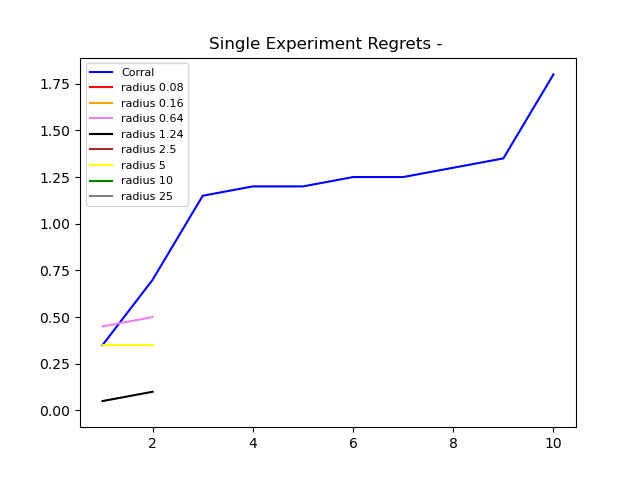 Single Experiment Regrets -
Corral
radius 0.08
radius 0.16
radius 0.64
radius 1.24
radius 2.5
radius 5
radius 10
radius 25
1.75
1.50
1.25
1.00
0.75
0.50
0.25
0.00
2 4 6 8 10